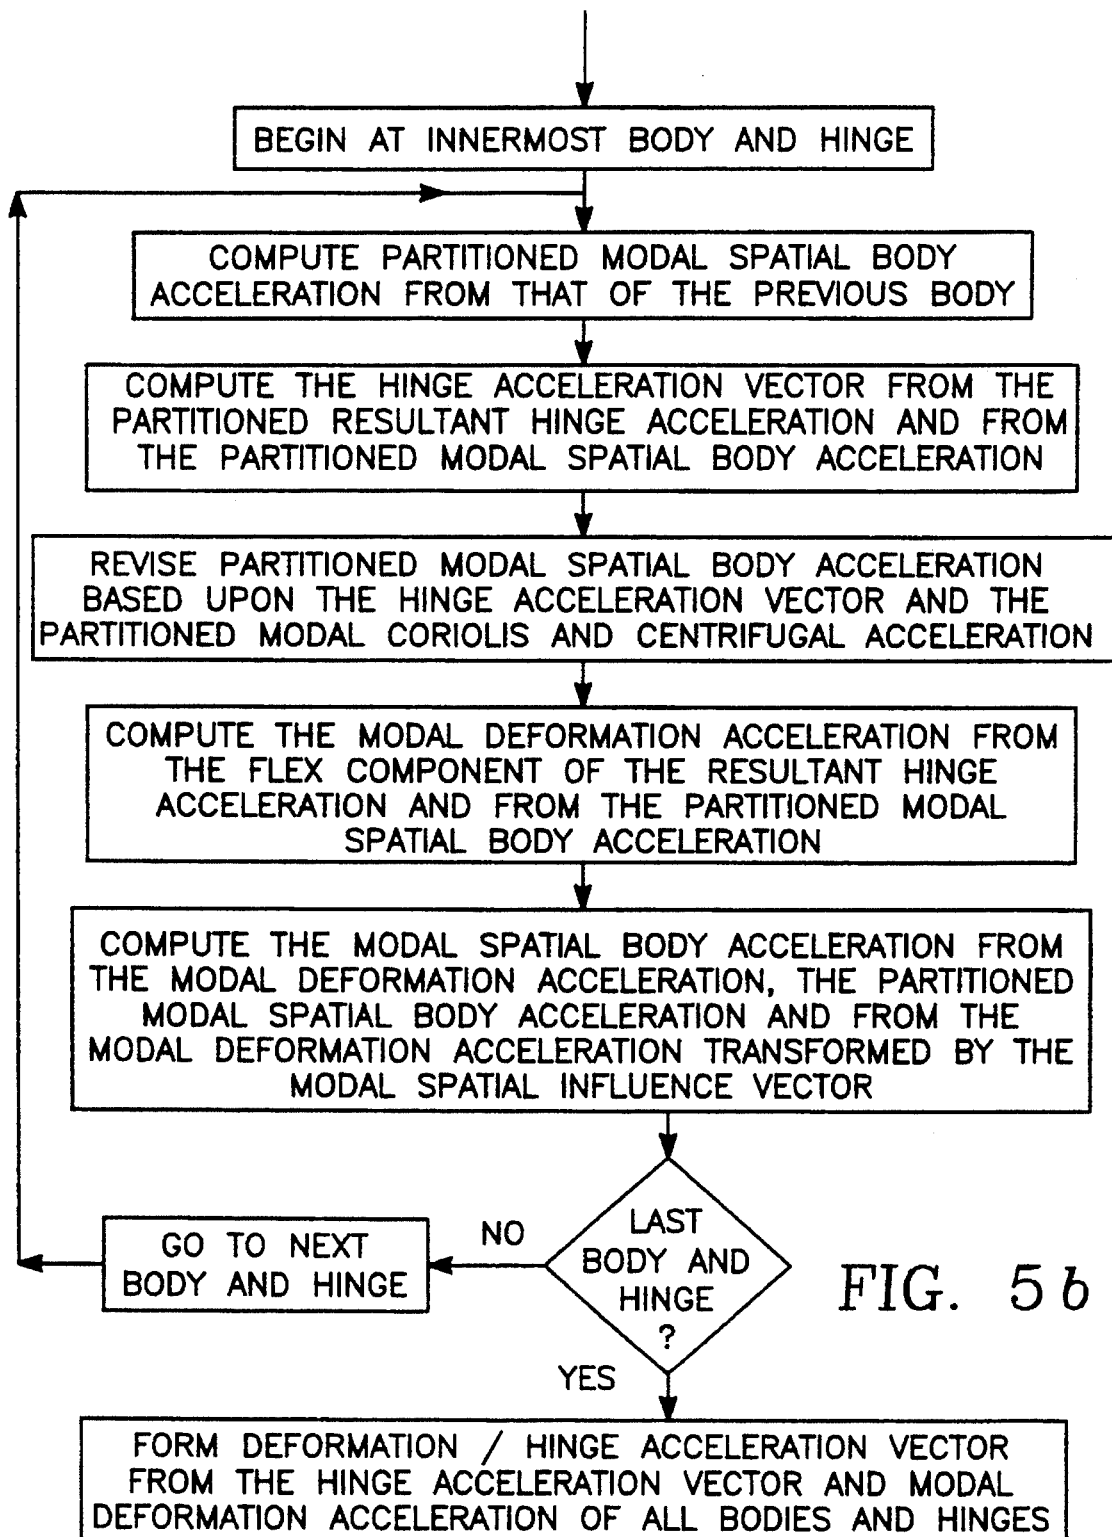 BEGIN AT INNERMOST BODY AND HINGE
COMPUTE PARTITIONED MODAL SPATIAL BODY
ACCELERATION FROM THAT OF THE PREVIOUS BODY
COMPUTE THE HINGE ACCELERATION VECTOR FROM THE
PARTITIONED RESULTANT HINGE ACCELERATION AND FROM
THE PARTITIONED MODAL SPATIAL BODY ACCELERATION
REVISE PARTITIONED MODAL SPATIAL BODY ACCELERATION
BASED UPON THE HINGE ACCELERATION VECTOR AND THE
PARTITIONED MODAL CORIOLIS AND CENTRIFUGAL ACCELERATION
COMPUTE THE MODAL DEFORMATION ACCELERATION FROM
THE FLEX COMPONENT OF THE RESULTANT HINGE
ACCELERATION AND FROM THE PARTITIONED MODAL
SPATIAL BODY ACCELERATION
COMPUTE THE MODAL SPATIAL BODY ACCELERATION FROM
THE MODAL DEFORMATION ACCELERATION, THE PARTITIONED
MODAL SPATIAL BODY ACCELERATION AND FROM THE
MODAL DEFORMATION ACCELERATION TRANSFORMED BY THE
MODAL SPATIAL INFLUENCE VECTOR
LAST
BODY AND
HINGE
?
NO
GO TO NEXT
BODY AND HINGE
FIG. 5b
YES
FORM DEFORMATION / HINGE ACCELERATION VECTOR
FROM THE HINGE ACCELERATION VECTOR AND MODAL
DEFORMATION ACCELERATION OF ALL BODIES AND HINGES